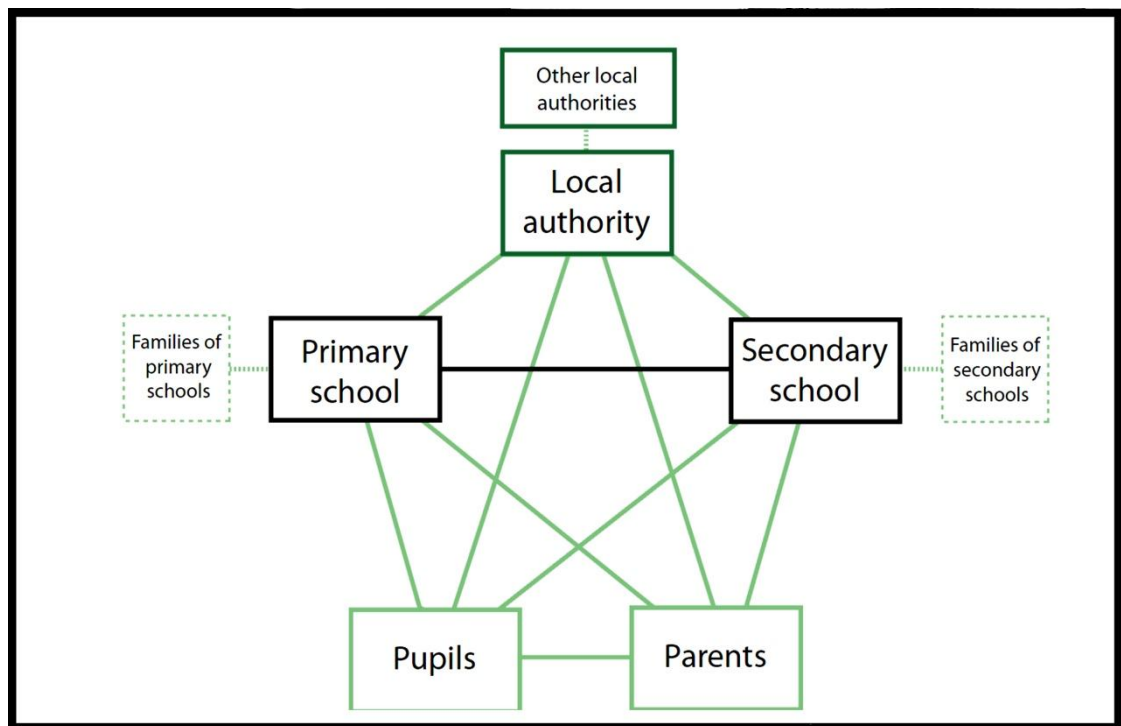 Other local
authorities
Local
authority
Families of
primary
schools
Primary
school
Secondary
school
Families of
secondary
schools
Pupils
Parents